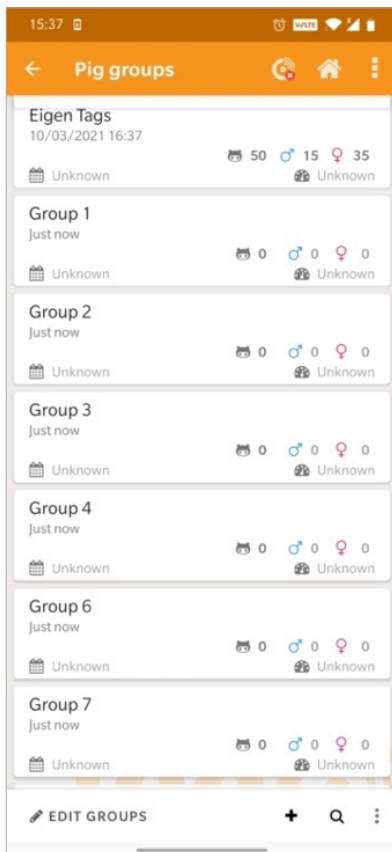 15:37 VoLTE
Pig groups
Eigen Tags
10/03/2021 16:37
50 15 35
Unknown Unknown
Group 1
Just now
0 0 0
Unknown Unknown
Group 2
Just now
0 0 0
Unknown Unknown
Group 3
Just now
0 0 0
Unknown Unknown
Group 4
Just now
0 0 0
Unknown Unknown
Group 6
Just now
0 0 0
Unknown Unknown
Group 7
Just now
0 0 0
Unknown Unknown
EDIT GROUPS